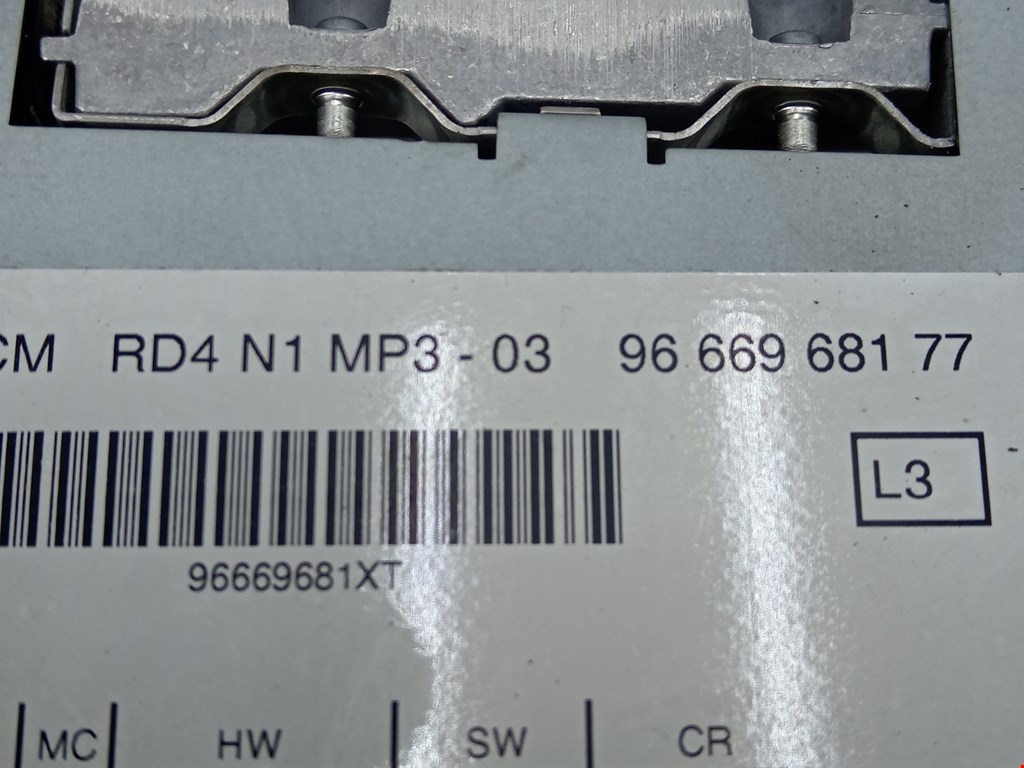 CM RD4 N1 MP3 - 03 96 669 681 77
L3
96669681XT
MC HW SW CR